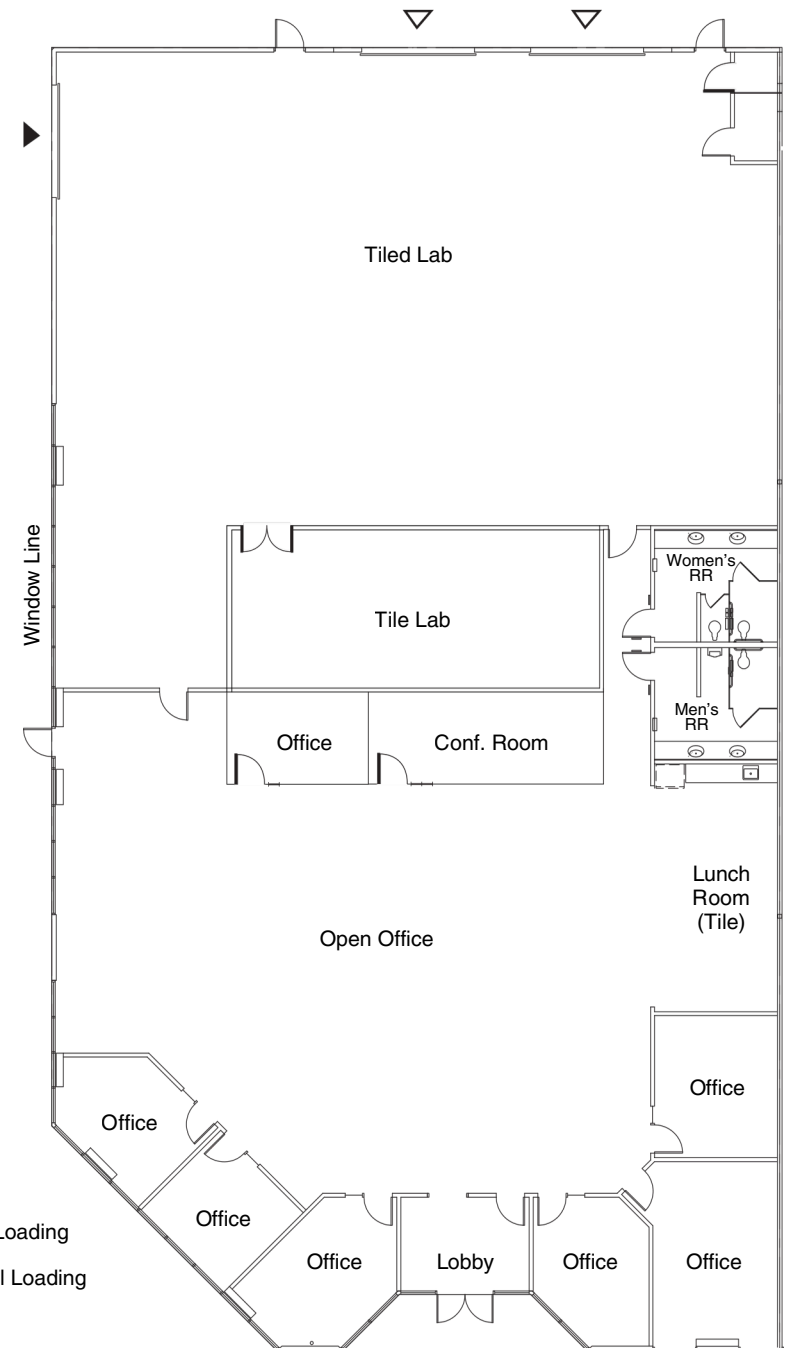 Tiled Lab
Window Line
Women's
RR
Tile Lab
Men's
RR
Office
Conf. Room
Lunch
Room
(Tile)
Open Office
Office
Office
Office
Office
Lobby
Office
Office
Loading
Loading